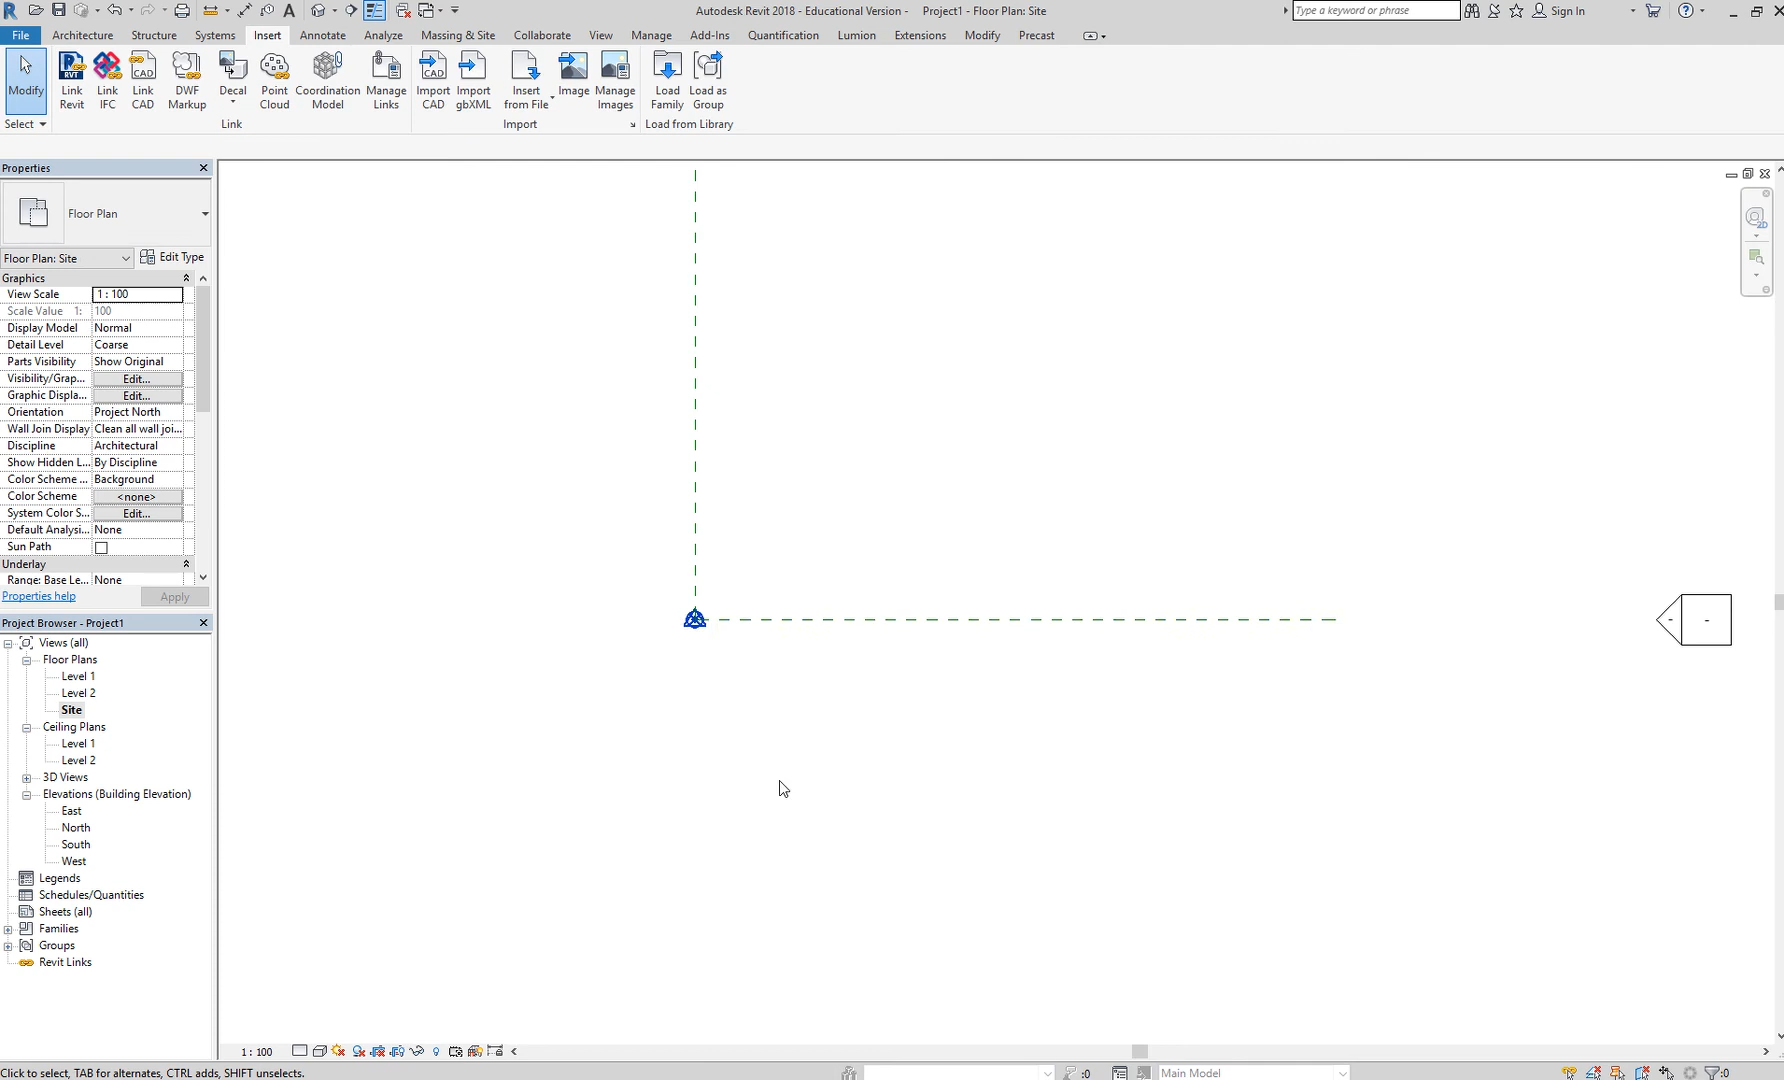 Autodesk Revit 2018 - Educational Version - Project1 - Floor Plan: Site
Type a keyword or phrase
Sign In
File Architecture Structure Systems Insert Annotate Analyze Massing & Site Collaborate View Manage Add-Ins Quantification Lumion Extensions Modify Precast
Modify
Link Revit
Link IFC
Link CAD
DWF Markup
Decal
Point Cloud
Coordination Model
Manage Links
Import CAD
Import gbXML
Insert from File
Image
Manage Images
Load Family
Load as Group
Select
Link
Import
Load from Library
Properties
Floor Plan
Floor Plan: Site
Edit Type
Graphics
View Scale 1 : 100
Scale Value 1: 100
Display Model Normal
Detail Level Coarse
Parts Visibility Show Original
Visibility/Grap... Edit...
Graphic Displa... Edit...
Orientation Project North
Wall Join Display Clean all wall joi...
Discipline Architectural
Show Hidden L... By Discipline
Color Scheme ... Background
Color Scheme <none>
System Color S... Edit...
Default Analysi... None
Sun Path
Underlay
Range: Base Le... None
Properties help
Apply
Project Browser - Project1
Views (all)
Floor Plans
Level 1
Level 2
Site
Ceiling Plans
Level 1
Level 2
3D Views
Elevations (Building Elevation)
East
North
South
West
Legends
Schedules/Quantities
Sheets (all)
Families
Groups
Revit Links
2D
1 : 100
Click to select, TAB for alternates, CTRL adds, SHIFT unselects.
:0
Main Model
:0